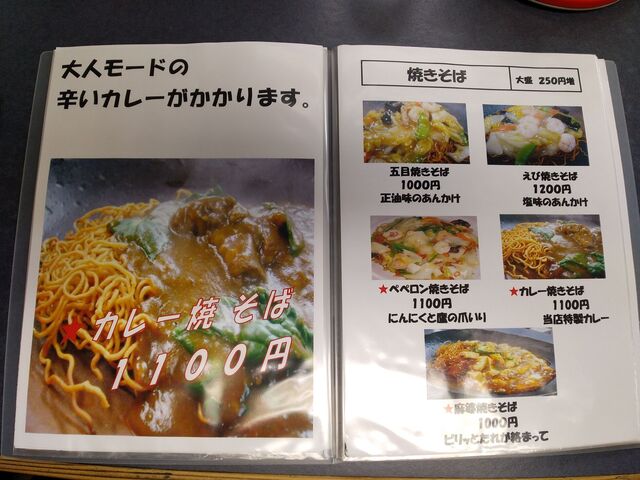 大人モードの
辛いカレーがかかります。
★カレー焼そば
1100円
焼きそば
大盛 250円増
五目焼きそば
1000円
正油味のあんかけ
えび焼きそば
1200円
塩味のあんかけ
★ペペロン焼きそば
1100円
にんにくと鷹の爪いり
★カレー焼きそば
1100円
当店特製カレー
★麻婆焼きそば
1000円
ピリッとたれが絡まって